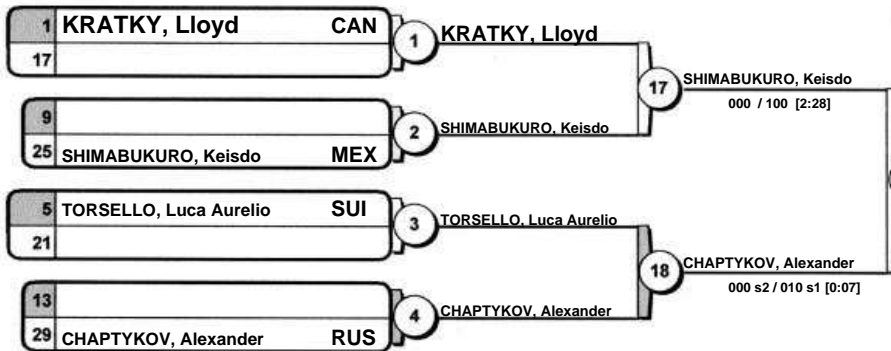 1 KRATKY, Lloyd CAN
17
1 KRATKY, Lloyd
9
25 SHIMABUKURO, Keisdo MEX
2 SHIMABUKURO, Keisdo
17 SHIMABUKURO, Keisdo
000 / 100 [2:28]
5 TORSELLO, Luca Aurelio SUI
21
3 TORSELLO, Luca Aurelio
13
29 CHAPTYKOV, Alexander RUS
4 CHAPTYKOV, Alexander
18 CHAPTYKOV, Alexander
000 s2 / 010 s1 [0:07]